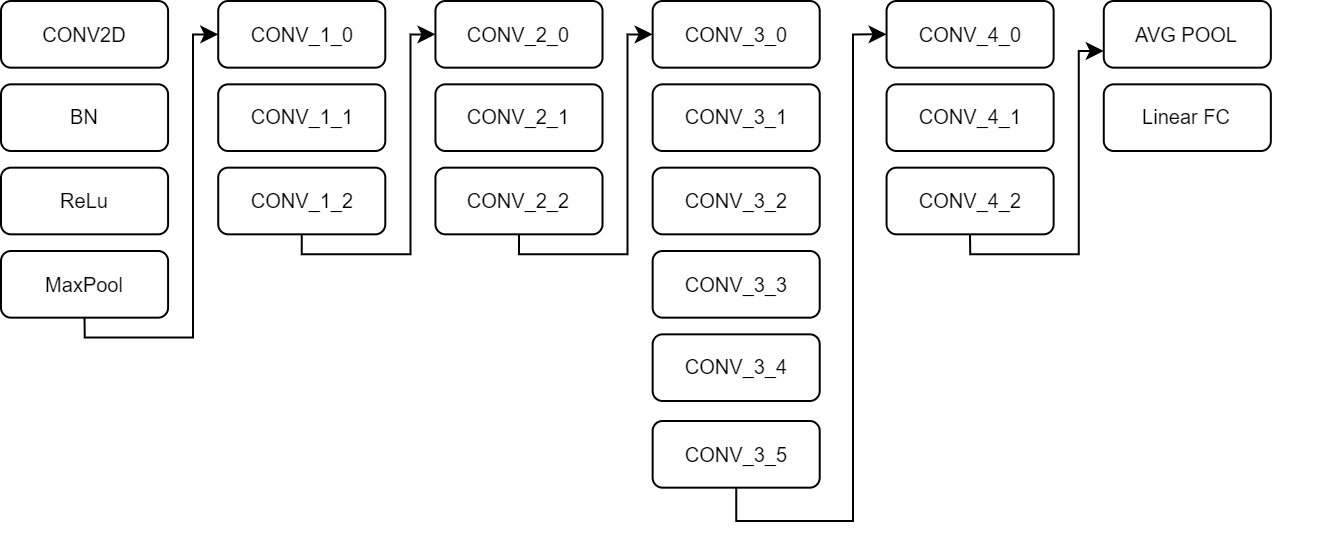 CONV2D
BN
ReLu
MaxPool
CONV_1_0
CONV_1_1
CONV_1_2
CONV_2_0
CONV_2_1
CONV_2_2
CONV_3_0
CONV_3_1
CONV_3_2
CONV_3_3
CONV_3_4
CONV_3_5
CONV_4_0
CONV_4_1
CONV_4_2
AVG POOL
Linear FC